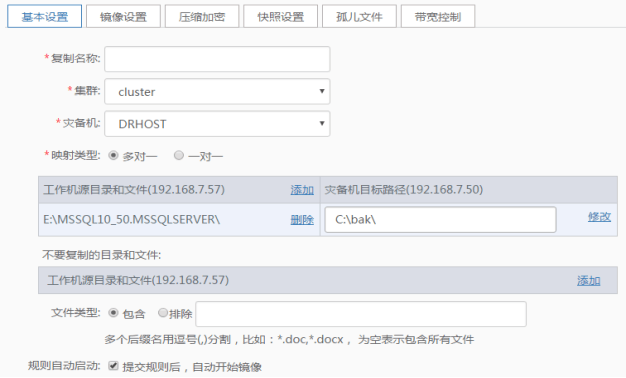 基本设置 镜像设置 压缩加密 快照设置 孤儿文件 带宽控制
*复制名称:
*集群: cluster
*灾备机: DRHOST
*映射类型: 多对一 一对一
工作机源目录和文件(192.168.7.57) 添加 灾备机目标路径(192.168.7.50)
E:\MSSQL10_50.MSSQLSERVER\ 删除 C:\bak\ 修改
不要复制的目录和文件:
工作机源目录和文件(192.168.7.57) 添加
文件类型: 包含 排除
多个后缀名用逗号(,)分割，比如：*.doc,*.docx ，为空表示包含所有文件
规则自动启动: 提交规则后，自动开始镜像